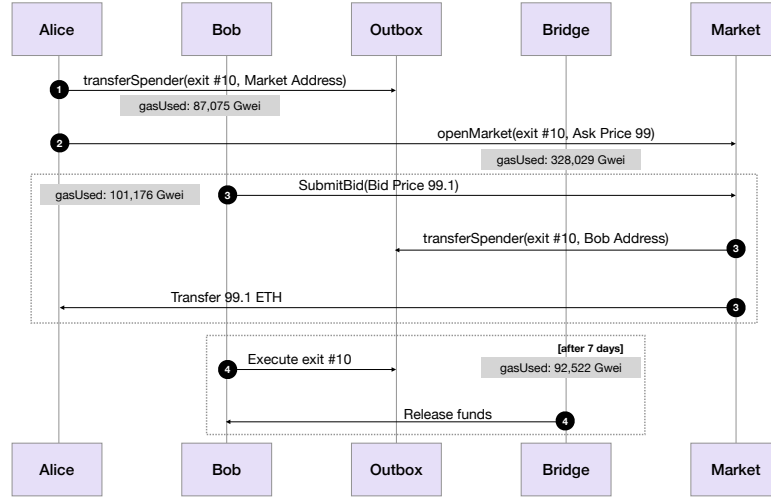 Alice
Bob
Outbox
Bridge
Market
1
transferSpender(exit #10, Market Address)
gasUsed: 87,075 Gwei
2
openMarket(exit #10, Ask Price 99)
gasUsed: 328,029 Gwei
gasUsed: 101,176 Gwei
3
SubmitBid(Bid Price 99.1)
transferSpender(exit #10, Bob Address)
3
Transfer 99.1 ETH
3
[after 7 days]
4
Execute exit #10
gasUsed: 92,522 Gwei
Release funds
4
Alice
Bob
Outbox
Bridge
Market